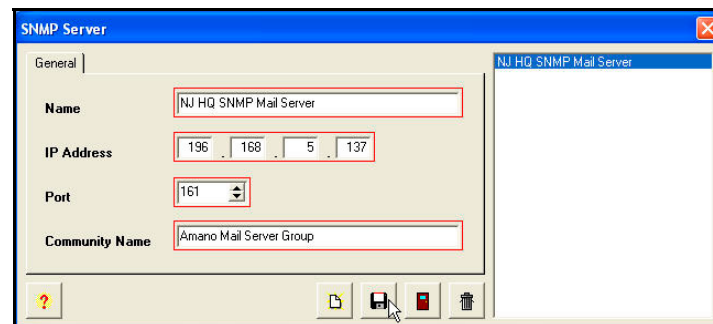 SNMP Server
General
Name
NJ HQ SNMP Mail Server
IP Address
196 . 168 . 5 . 137
Port
161
Community Name
Amano Mail Server Group
?
NJ HQ SNMP Mail Server